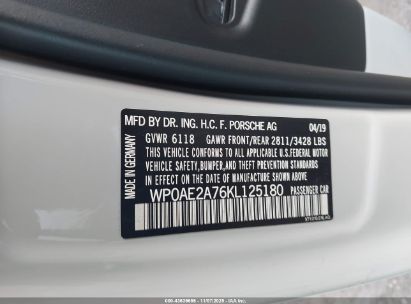 MFD BY DR. ING. H.C. F. PORSCHE AG 04/19
GVWR 6118 GAWR FRONT/REAR 2811/3428 LBS
THIS VEHICLE CONFORMS TO ALL APPLICABLE U.S. FEDERAL MOTOR
VEHICLE SAFETY, BUMPER, AND THEFT PREVENTION STANDARDS
IN EFFECT ON THE DATE OF MANUFACTURE SHOWN ABOVE
WP0AE2A76KL125180 PASSENGER CAR
MADE IN GERMANY